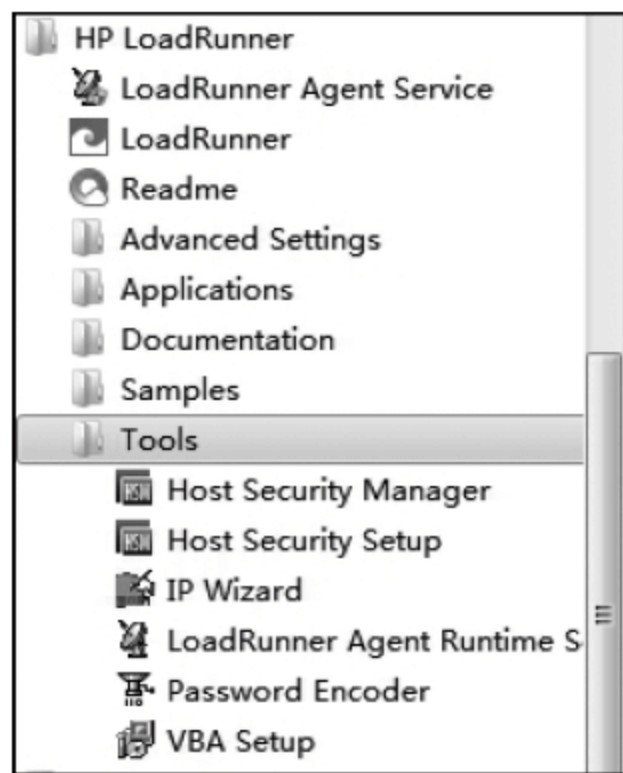 HP LoadRunner
LoadRunner Agent Service
LoadRunner
Readme
Advanced Settings
Applications
Documentation
Samples
Tools
Host Security Manager
Host Security Setup
IP Wizard
LoadRunner Agent Runtime S
Password Encoder
VBA Setup